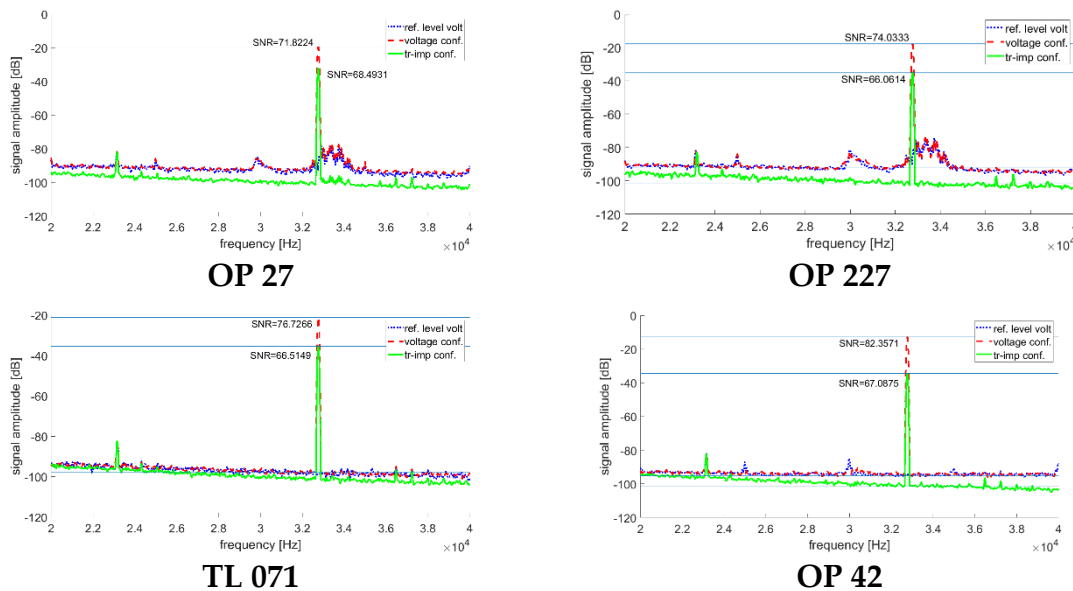 signal amplitude [dB]
0
-20
-40
-60
-80
-100
-120
SNR=71.8224
SNR=68.4931
ref. level volt
voltage conf.
tr-imp conf.
2 2.2 2.4 2.6 2.8 3 3.2 3.4 3.6 3.8 4
frequency [Hz]
×10⁴
OP 27
signal amplitude [dB]
0
-20
-40
-60
-80
-100
-120
SNR=74.0333
SNR=66.0614
ref. level volt
voltage conf.
tr-imp conf.
2 2.2 2.4 2.6 2.8 3 3.2 3.4 3.6 3.8 4
frequency [Hz]
×10⁴
OP 227
signal amplitude [dB]
-20
-40
-60
-80
-100
-120
SNR=76.7266
SNR=66.5149
ref. level volt
voltage conf.
tr-imp conf.
2 2.2 2.4 2.6 2.8 3 3.2 3.4 3.6 3.8 4
frequency [Hz]
×10⁴
TL 071
signal amplitude [dB]
0
-20
-40
-60
-80
-100
-120
SNR=82.3571
SNR=67.0875
ref. level volt
voltage conf.
tr-imp conf.
2 2.2 2.4 2.6 2.8 3 3.2 3.4 3.6 3.8 4
frequency [Hz]
×10⁴
OP 42